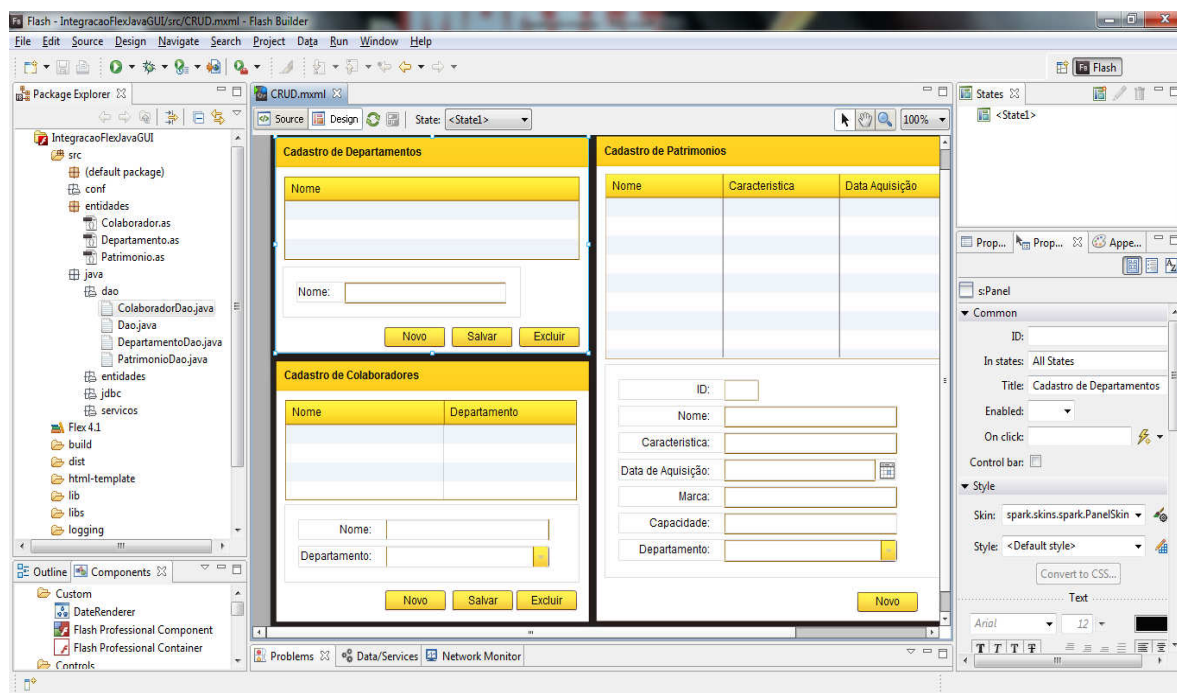 Flash - IntegracaoFlexJavaGUI/src/CRUD.mxml - Flash Builder
File Edit Source Design Navigate Search Project Data Run Window Help
Flash
Package Explorer
IntegracaoFlexJavaGUI
src
(default package)
conf
entidades
Colaborador.as
Departamento.as
Patrimonio.as
java
dao
ColaboradorDao.java
Dao.java
DepartamentoDao.java
PatrimonioDao.java
entidades
jdbc
servicos
Flex 4.1
build
dist
html-template
lib
libs
logging
Outline Components
Custom
DateRenderer
Flash Professional Component
Flash Professional Container
Controls
CRUD.mxml
Source Design State: <State1> 100%
Cadastro de Departamentos
Nome
Nome:
Novo Salvar Excluir
Cadastro de Colaboradores
Nome Departamento
Nome:
Departamento:
Novo Salvar Excluir
Cadastro de Patrimonios
Nome Caracteristica Data Aquisição
ID:
Nome:
Caracteristica:
Data de Aquisição:
Marca:
Capacidade:
Departamento:
Novo
Problems Data/Services Network Monitor
States
<State1>
Prop... Prop... Appe...
s:Panel
Common
ID:
In states: All States
Title: Cadastro de Departamentos
Enabled:
On click:
Control bar:
Style
Skin: spark.skins.spark.PanelSkin
Style: <Default style>
Convert to CSS...
Text
Arial 12
T T T T